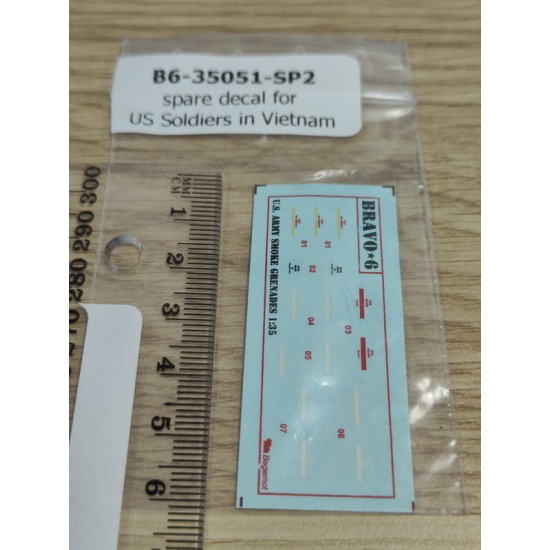 B6-35051-SP2
spare decal for
US Soldiers in Vietnam
MM
CM
1
2
3
4
5
6
270 280 290 300
BRAVO★6
U.S. ARMY SMOKE GRENADES 1:35
01
01
02
03
04
05
06
07
Begemot